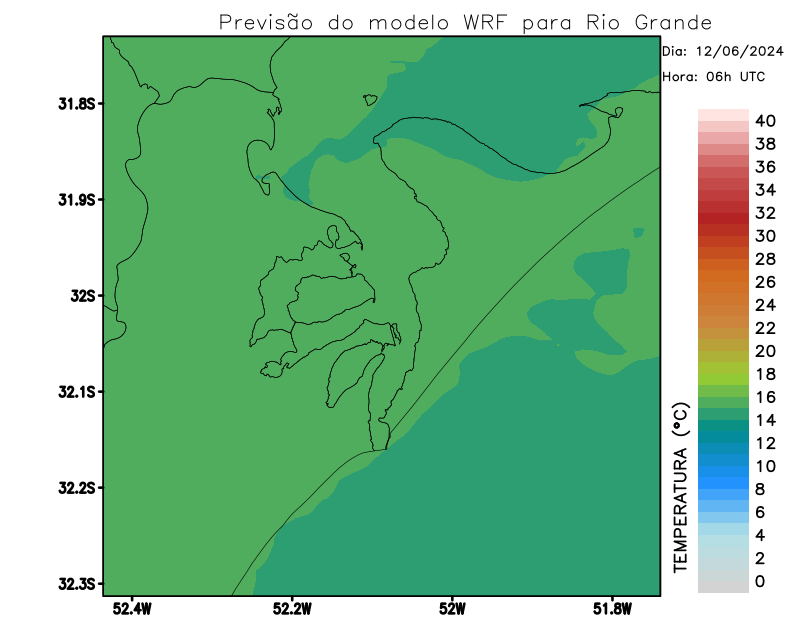 Previsão do modelo WRF para Rio Grande
Dia: 12/06/2024
Hora: 06h UTC
31.8S
31.9S
32S
32.1S
32.2S
32.3S
52.4W
52.2W
52W
51.8W
TEMPERATURA (°C)
40
38
36
34
32
30
28
26
24
22
20
18
16
14
12
10
8
6
4
2
0